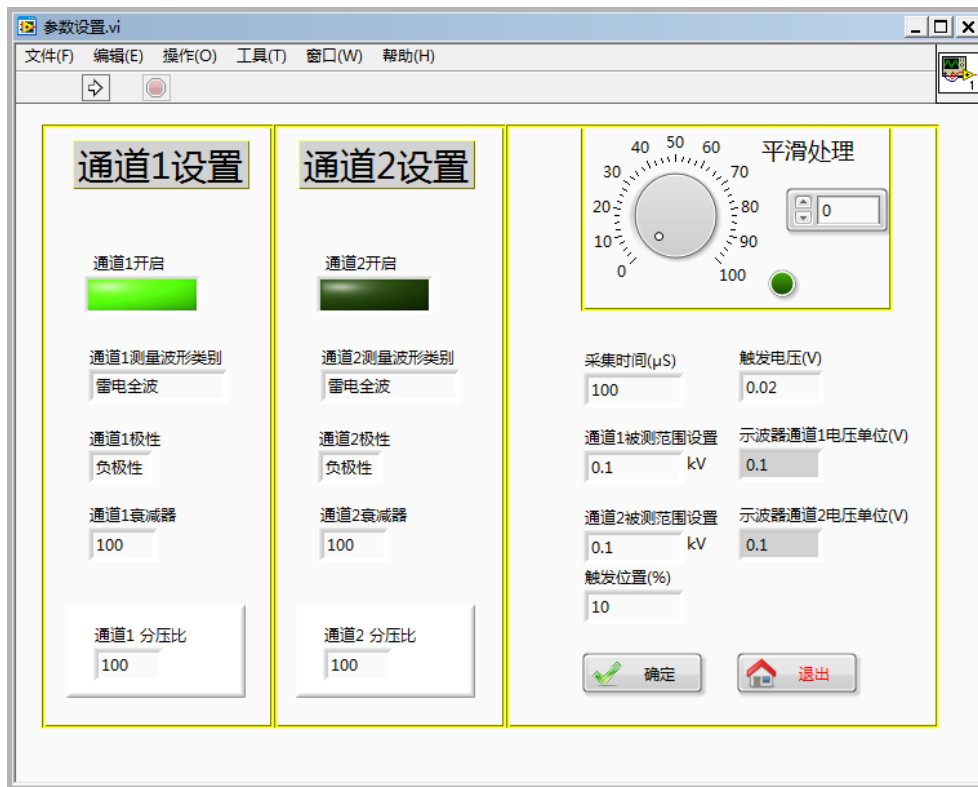 参数设置.vi
文件(F) 编辑(E) 操作(O) 工具(T) 窗口(W) 帮助(H)
1
通道1设置
通道1开启
通道1测量波形类别
雷电全波
通道1极性
负极性
通道1衰减器
100
通道1 分压比
100
通道2设置
通道2开启
通道2测量波形类别
雷电全波
通道2极性
负极性
通道2衰减器
100
通道2 分压比
100
平滑处理
0
10
20
30
40
50
60
70
80
90
100
0
采集时间(μS)
100
触发电压(V)
0.02
通道1被测范围设置
0.1 kV
示波器通道1电压单位(V)
0.1
通道2被测范围设置
0.1 kV
示波器通道2电压单位(V)
0.1
触发位置(%)
10
确定
退出